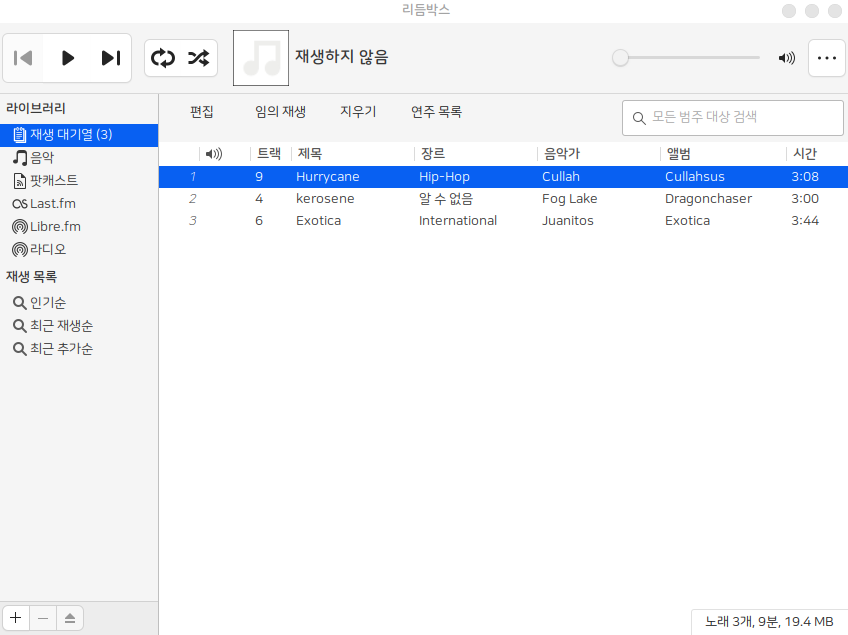 리듬박스
재생하지 않음
라이브러리
재생 대기열 (3)
음악
팟캐스트
Last.fm
Libre.fm
라디오
재생 목록
인기순
최근 재생순
최근 추가순
편집 임의 재생 지우기 연주 목록
모든 범주 대상 검색
트랙 제목 장르 음악가 앨범 시간
1 9 Hurrycane Hip-Hop Cullah Cullahsus 3:08
2 4 kerosene 알 수 없음 Fog Lake Dragonchaser 3:00
3 6 Exotica International Juanitos Exotica 3:44
노래 3개, 9분, 19.4 MB